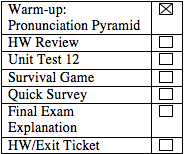 Warm-up:
Pronunciation Pyramid
HW Review
Unit Test 12
Survival Game
Quick Survey
Final Exam
Explanation
HW/Exit Ticket